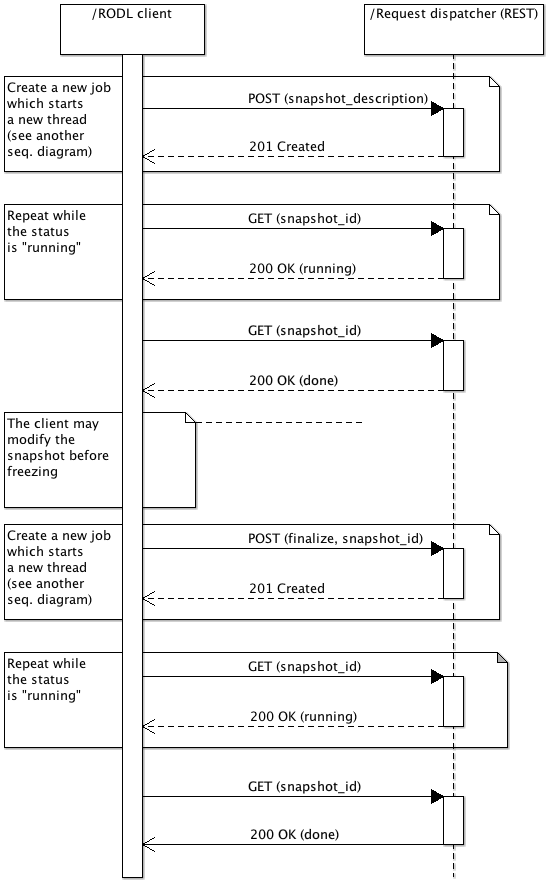 /RODL client
/Request dispatcher (REST)
Create a new job
which starts
a new thread
(see another
seq. diagram)
POST (snapshot_description)
201 Created
Repeat while
the status
is "running"
GET (snapshot_id)
200 OK (running)
GET (snapshot_id)
200 OK (done)
The client may
modify the
snapshot before
freezing
Create a new job
which starts
a new thread
(see another
seq. diagram)
POST (finalize, snapshot_id)
201 Created
Repeat while
the status
is "running"
GET (snapshot_id)
200 OK (running)
GET (snapshot_id)
200 OK (done)